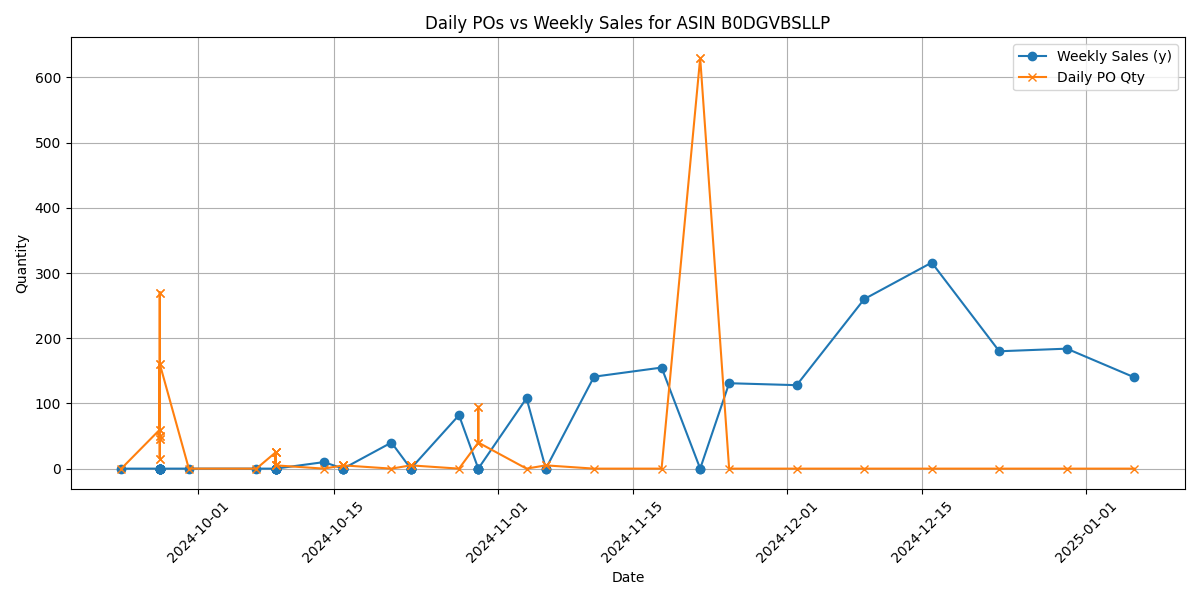 Daily POs vs Weekly Sales for ASIN B0DGVBSLLP
Weekly Sales (y)
Daily PO Qty
600
500
400
300
200
100
0
Quantity
2024-10-01
2024-10-15
2024-11-01
2024-11-15
2024-12-01
2024-12-15
2025-01-01
Date